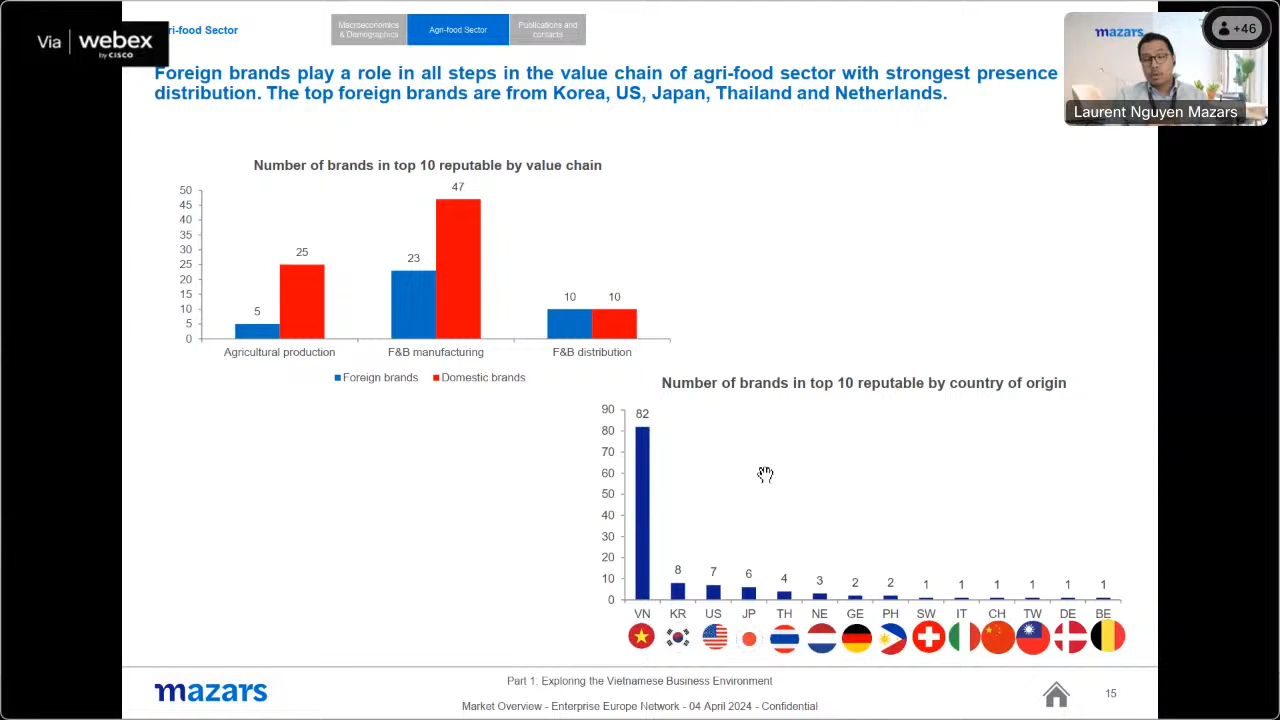 Via webex
by CISCO
ri-food Sector
Macroeconomics
& Demographics
Agri-food Sector
Publications and
contacts
mazars
+46
Laurent Nguyen Mazars
Foreign brands play a role in all steps in the value chain of agri-food sector with strongest presence
distribution. The top foreign brands are from Korea, US, Japan, Thailand and Netherlands.
Number of brands in top 10 reputable by value chain
50
45
40
35
30
25
20
15
10
5
0
5
25
23
47
10
10
Agricultural production
F&B manufacturing
F&B distribution
Foreign brands
Domestic brands
Number of brands in top 10 reputable by country of origin
90
80
70
60
50
40
30
20
10
0
82
8
7
6
4
3
2
2
1
1
1
1
1
1
VN
KR
US
JP
TH
NE
GE
PH
SW
IT
CH
TW
DE
BE
mazars
Part 1. Exploring the Vietnamese Business Environment
Market Overview - Enterprise Europe Network - 04 April 2024 - Confidential
15